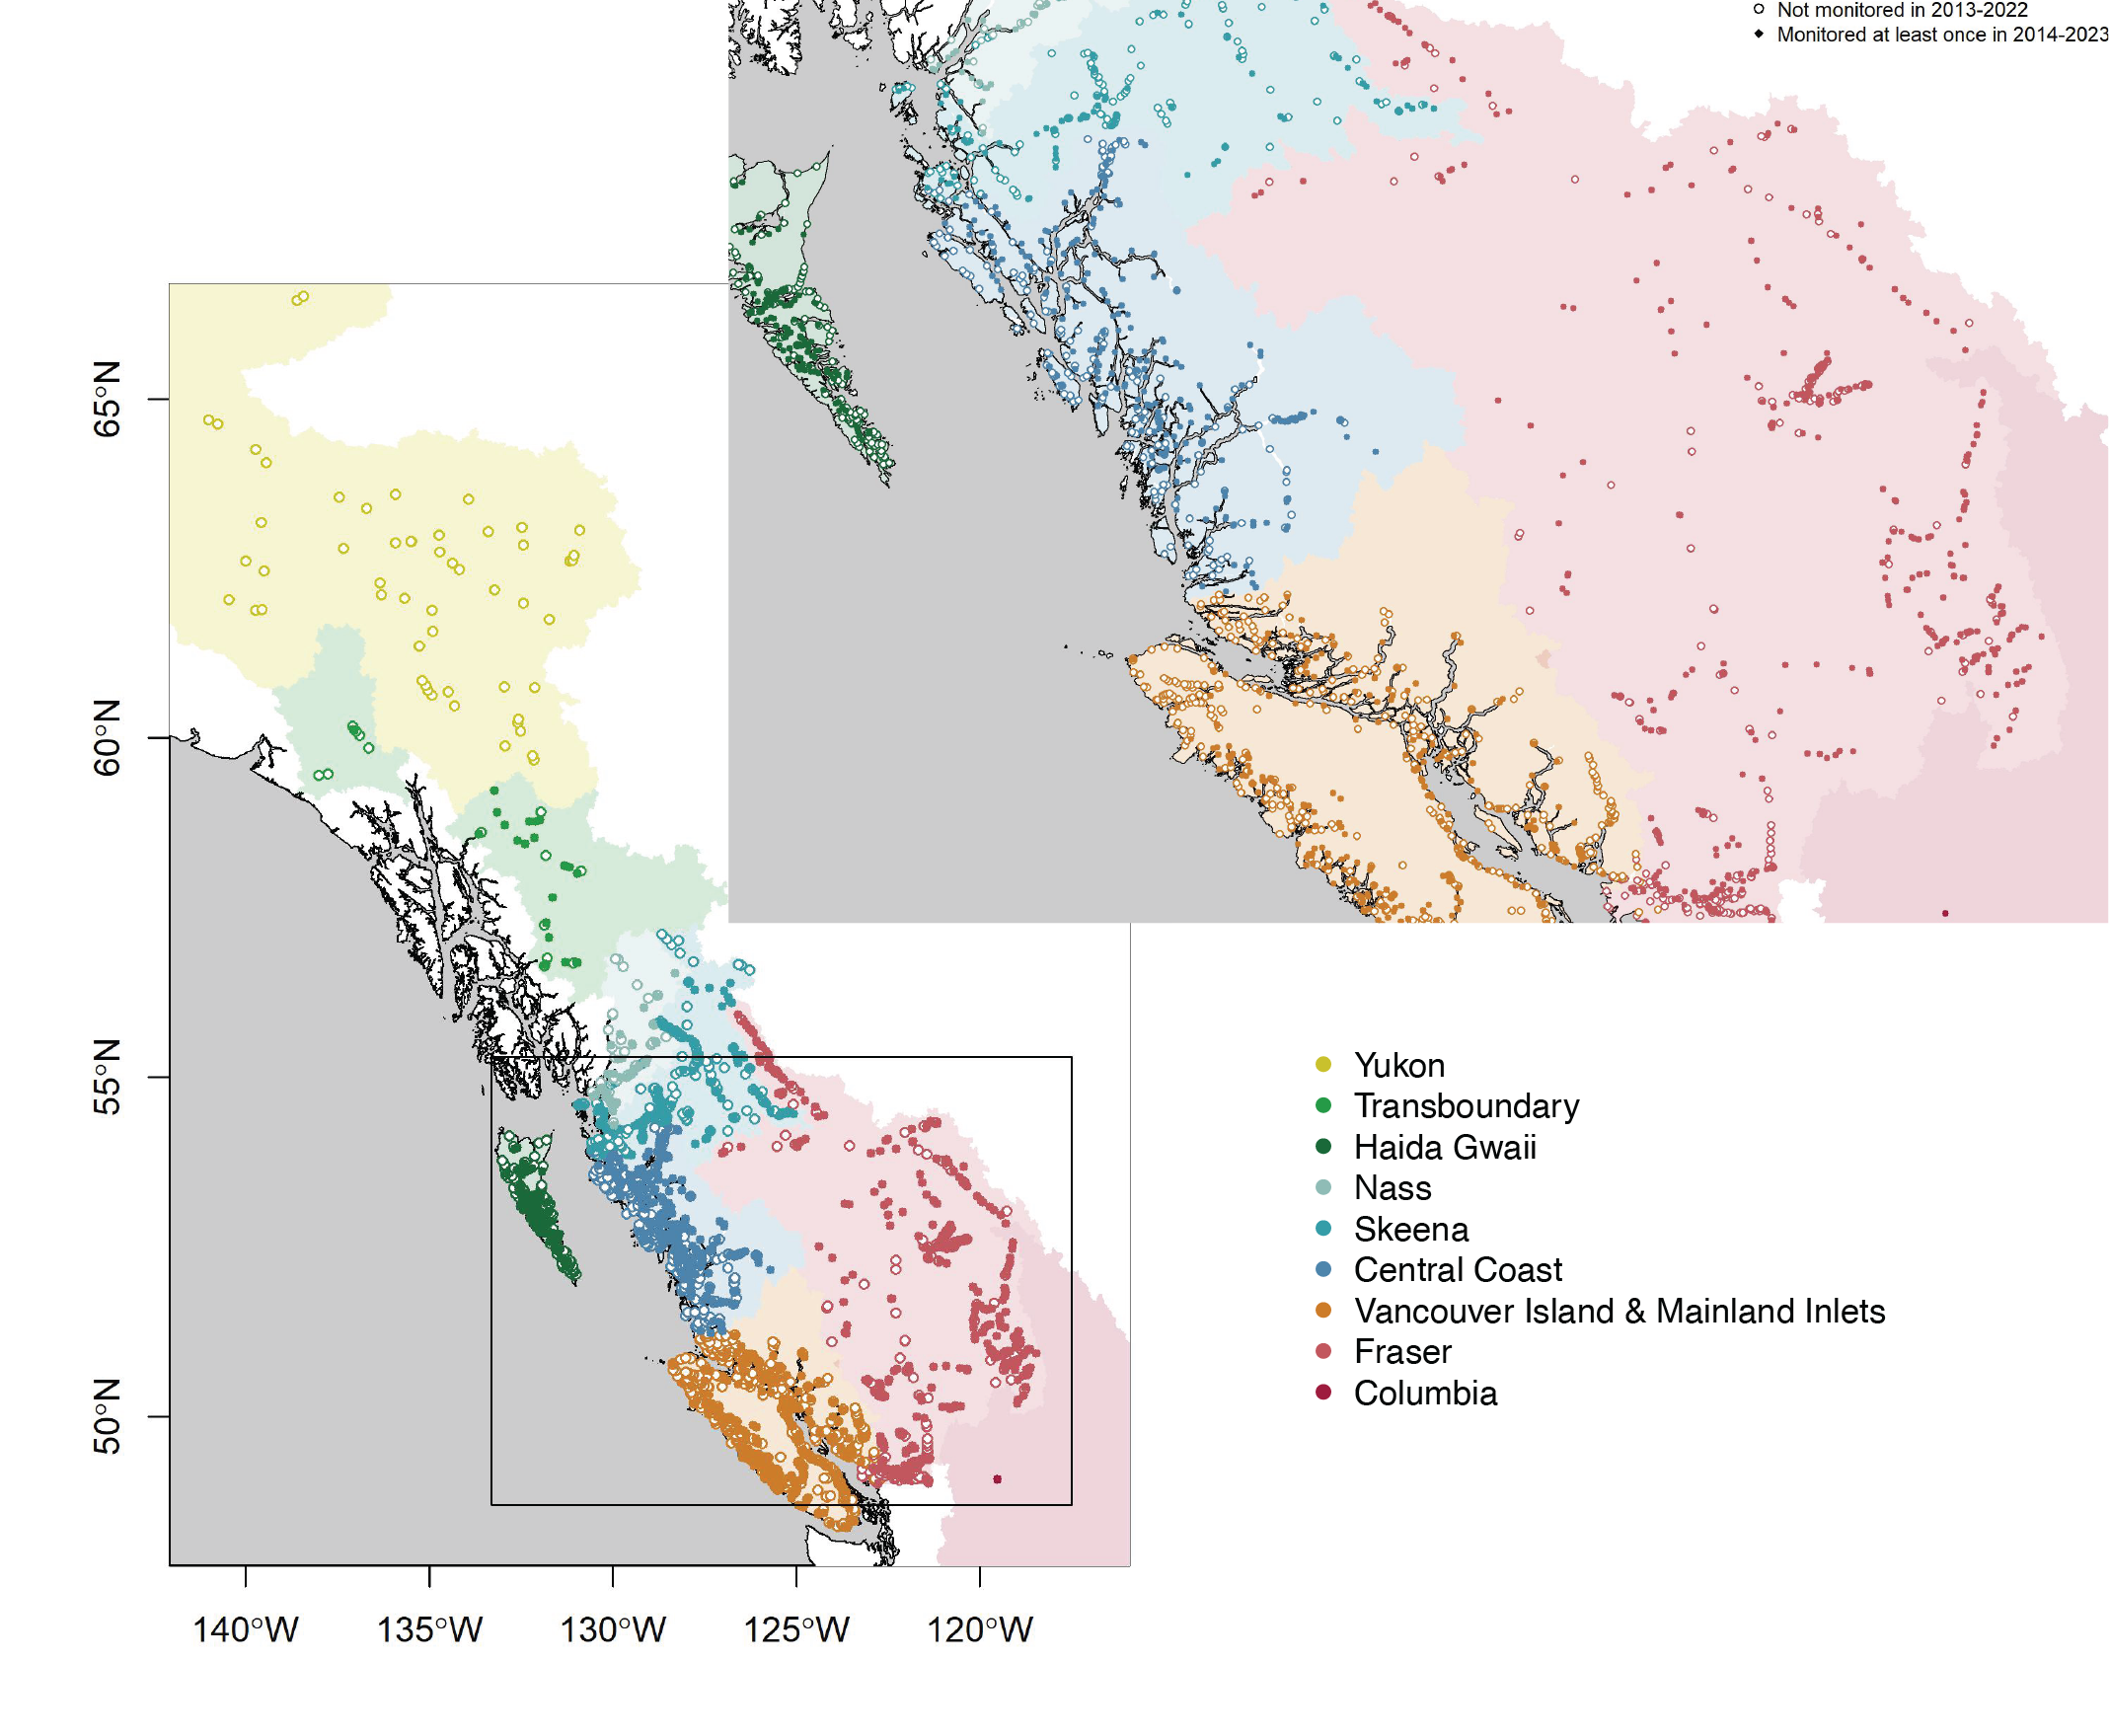 Not monitored in 2013-2022
Monitored at least once in 2014-2023
65°N
60°N
55°N
50°N
140°W
135°W
130°W
125°W
120°W
Yukon
Transboundary
Haida Gwaii
Nass
Skeena
Central Coast
Vancouver Island & Mainland Inlets
Fraser
Columbia